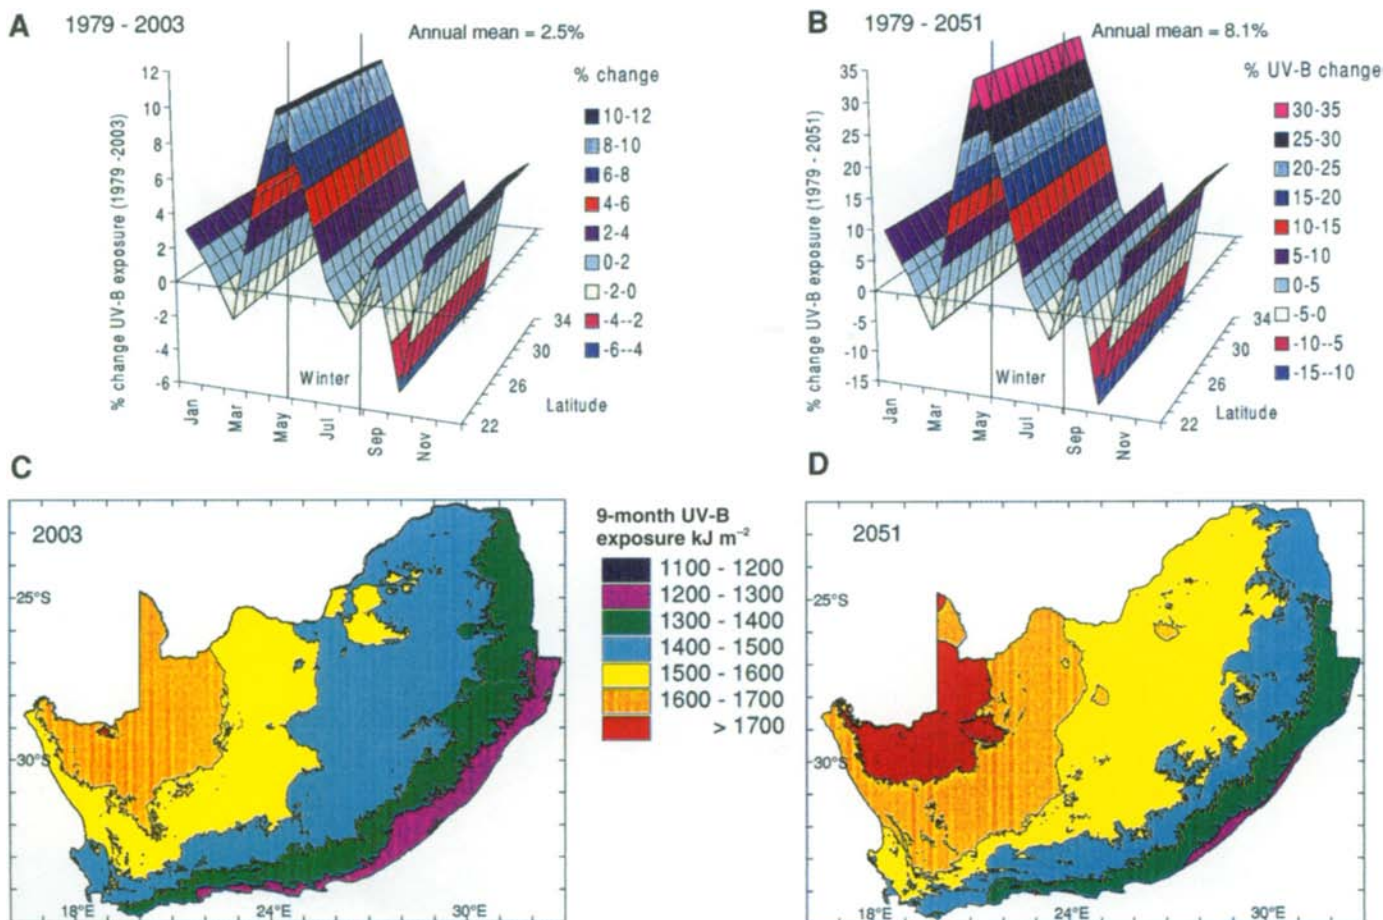 A
1979 - 2003
Annual mean = 2.5%
% change UV-B exposure (1979 -2003)
12
10
8
6
4
2
0
-2
-4
-6
Jan
Mar
May
Jul
Sep
Nov
Winter
34
30
26
22
Latitude
% change
10-12
8-10
6-8
4-6
2-4
0-2
-2-0
-4--2
-6--4
B
1979 - 2051
Annual mean = 8.1%
% change UV-B exposure (1979 - 2051)
35
30
25
20
15
10
5
0
-5
-10
-15
Jan
Mar
May
Jul
Sep
Nov
Winter
34
30
26
22
Latitude
% UV-B change
30-35
25-30
20-25
15-20
10-15
5-10
0-5
-5-0
-10--5
-15--10
C
2003
25°S
30°S
18°E
24°E
30°E
9-month UV-B
exposure kJ m⁻²
1100 - 1200
1200 - 1300
1300 - 1400
1400 - 1500
1500 - 1600
1600 - 1700
> 1700
D
2051
25°S
30°S
18°E
24°E
30°E